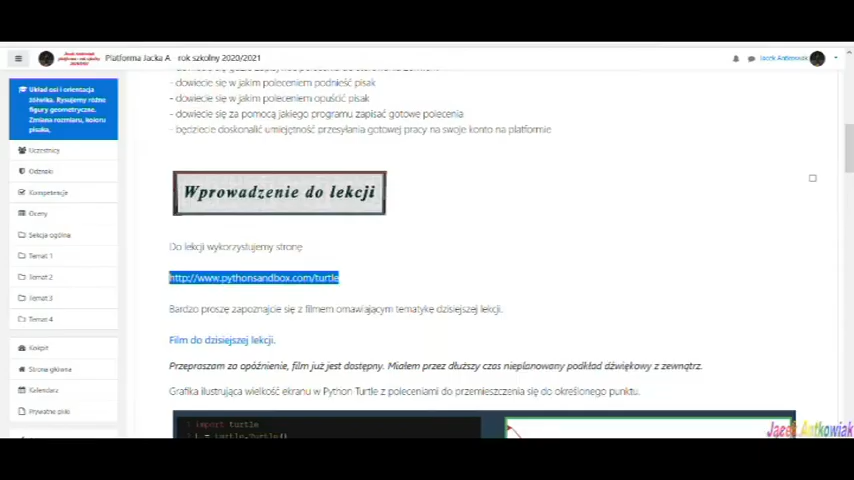 Platforma Jacka A. rok szkolny 2020/2021
Jacek Antkowiak
Układ osi i orientacja
żółwika. Rysujemy różne
figury geometryczne.
Zmiana rozmiaru, koloru
pisaka,
Uczestnicy
Odznaki
Kompetencje
Oceny
Sekcja ogólna
Temat 1
Temat 2
Temat 3
Temat 4
Kokpit
Strona główna
Kalendarz
Prywatne pliki
- dowiecie się w jakim poleceniem podnieść pisak
- dowiecie się w jakim poleceniem opuścić pisak
- dowiecie się za pomocą jakiego programu zapisać gotowe polecenia
- będziecie doskonalić umiejętność przesyłania gotowej pracy na swoje konto na platformie
Wprowadzenie do lekcji
Do lekcji wykorzystujemy stronę
http://www.pythonsandbox.com/turtle
Bardzo proszę zapoznajcie się z filmem omawiającym tematykę dzisiejszej lekcji.
Film do dzisiejszej lekcji.
Przepraszam za opóźnienie, film już jest dostępny. Miałem przez dłuższy czas nieplanowany podkład dźwiękowy z zewnątrz.
Grafika ilustrująca wielkość ekranu w Python Turtle z poleceniami do przemieszczenia się do określonego punktu.
1 import turtle
t = turtle.Turtle()
Jacek Antkowiak